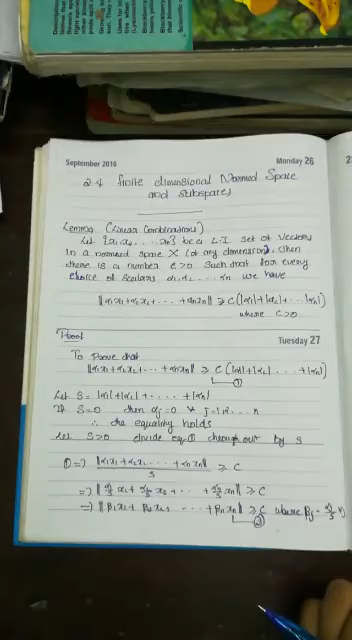 September 2016
Monday 26
2.4 Finite dimensional Normed Space
and subspaces
Lemma (Linear Combinations)
Let {x1,x2, ... xn} be a L.I set of vectors
in a normed space X (of any dimension). Then
there is a number C>0 such that for every
choice of scalars α1,α2,... αn we have
||α1x1+α2x2+ ... +αnxn|| ≥ C(|α1|+|α2|+...|αn|)
where C>0
Tuesday 27
Proof
To Prove that
||α1x1+α2x2+ ... +αnxn|| ≥ C(|α1|+|α2| ... +|αn|)
①
Let S = |α1|+|α2|+ ..... +|αn|
If S=0 then αj=0 ∀ j=1,2...n
∴ the equality holds
Let S>0 divide eq ① throughout by S
①=> ||α1x1+α2x2 ... +αnxn|| / S ≥ C
=> ||α1/S x1+ α2/S x2+ ... +αn/S xn|| ≥ C
=> ||β1x1+ β2x2+ ... +βnxn|| ≥ C where βj = αj/S ∀j
②